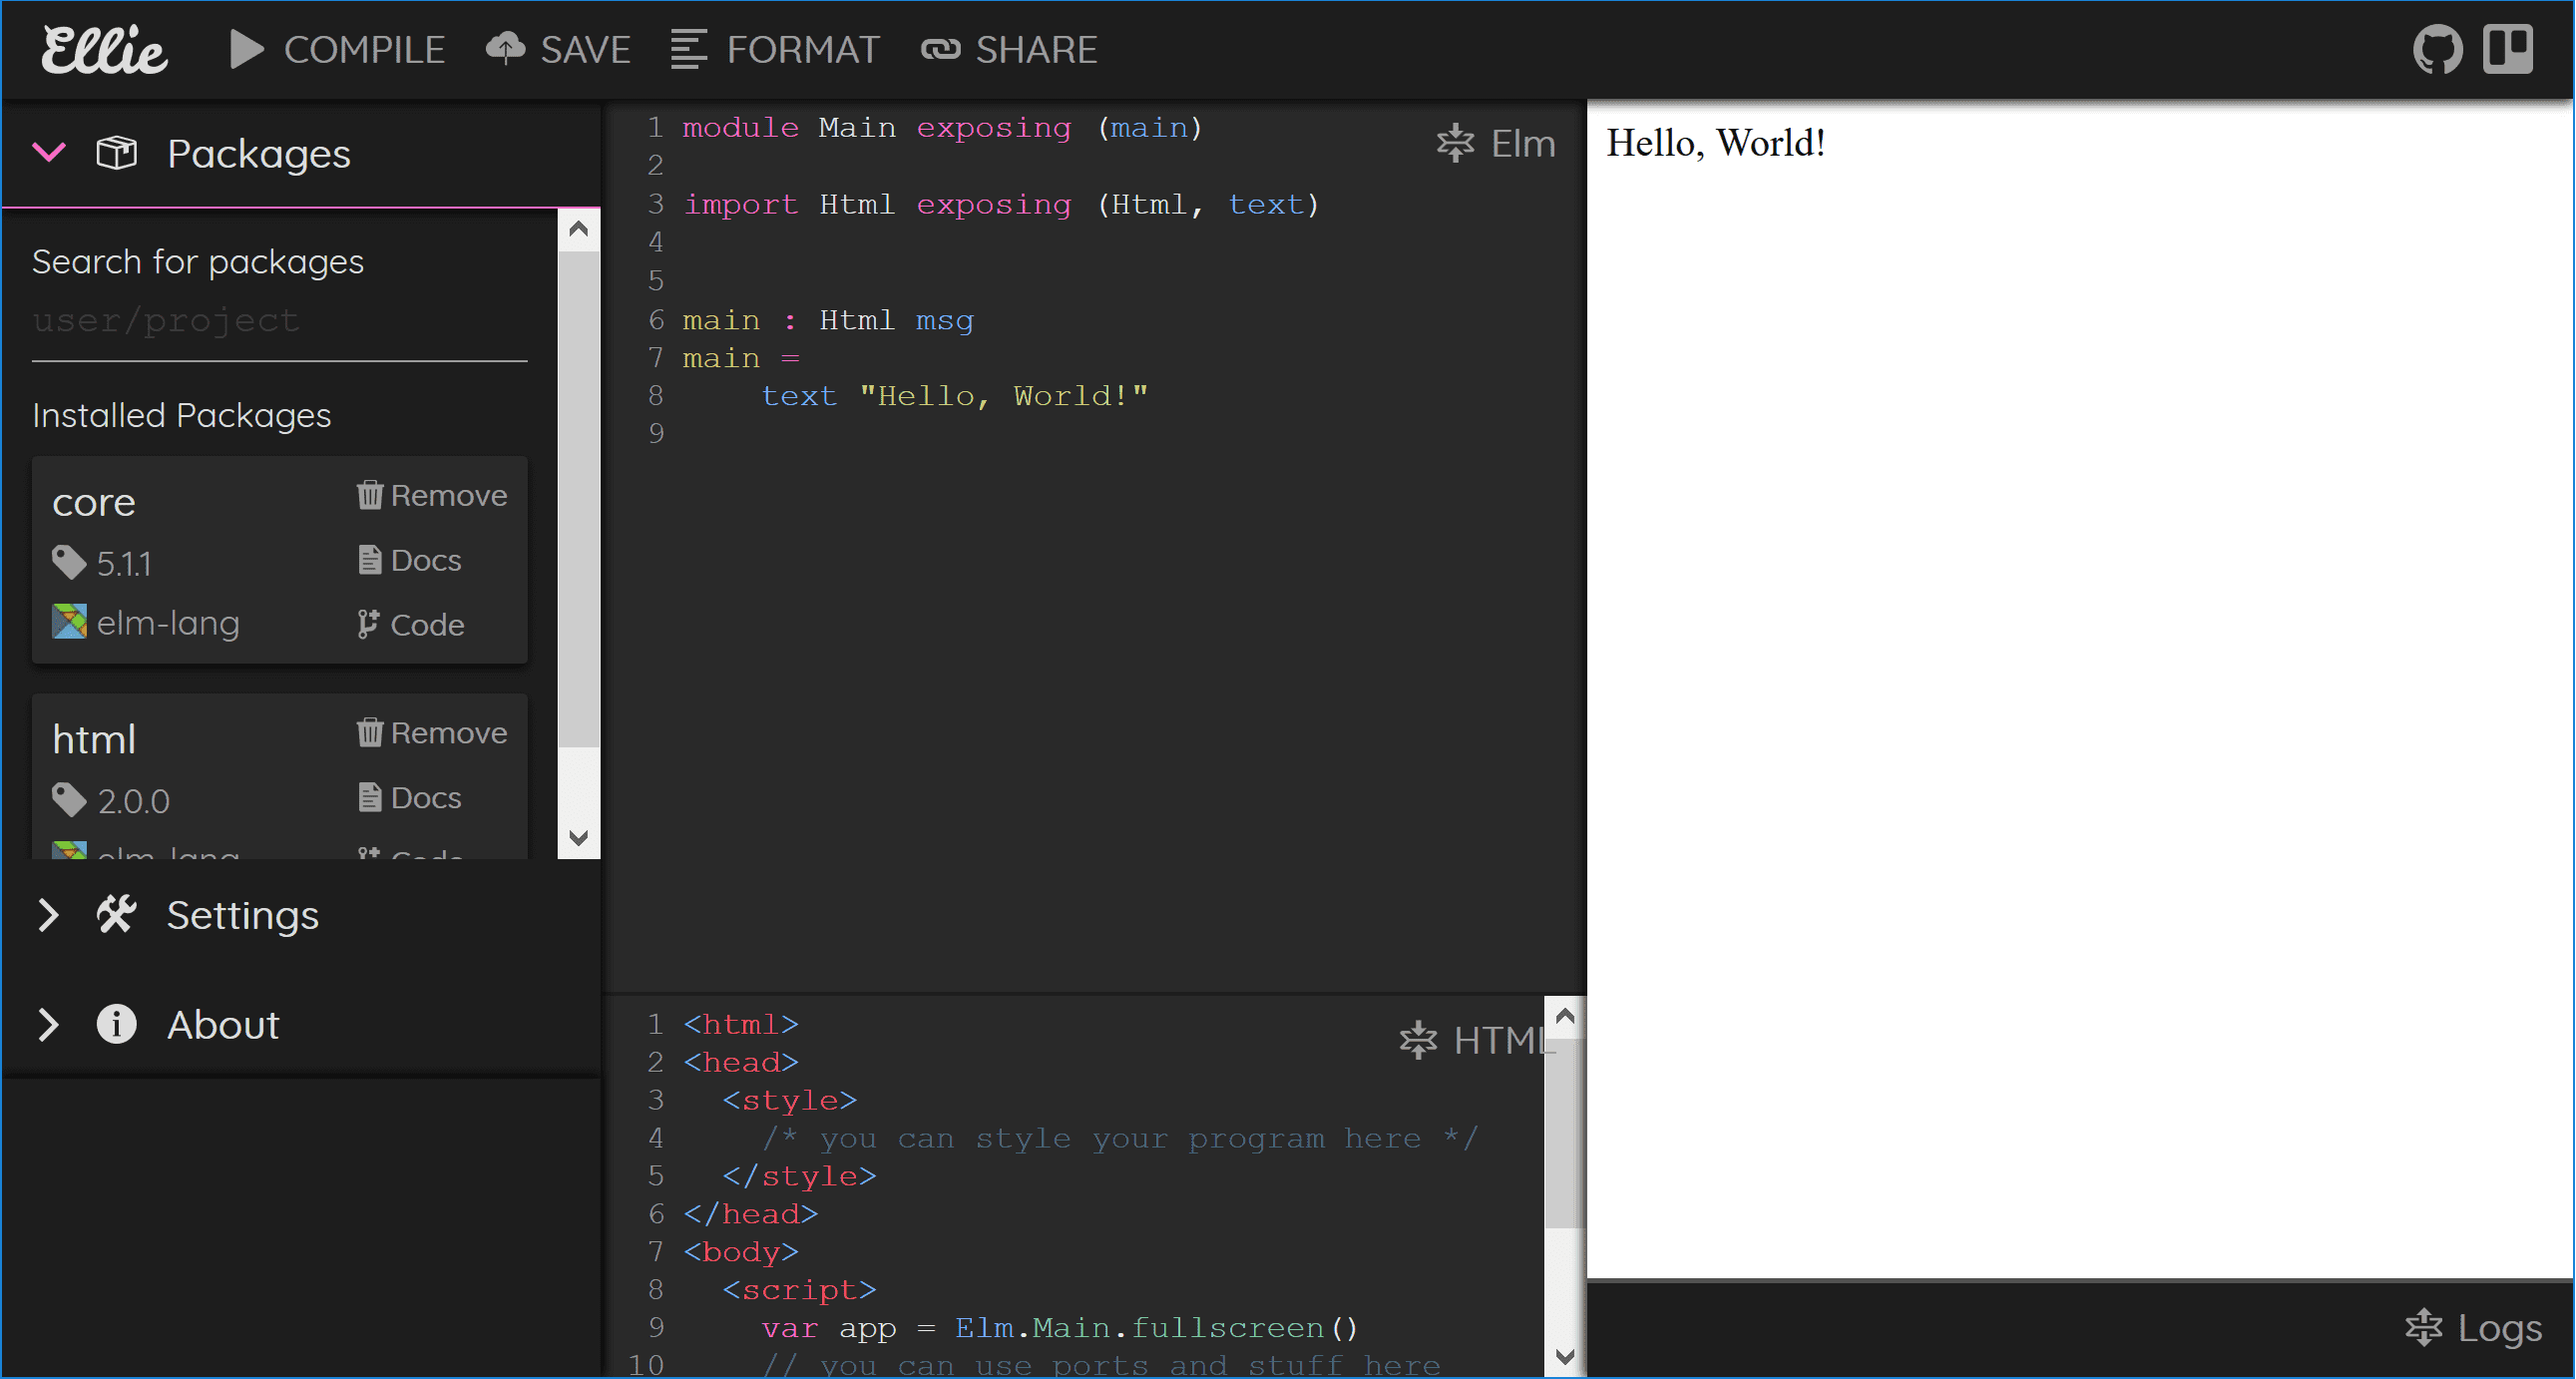 Ellie COMPILE SAVE FORMAT SHARE
Packages
Search for packages
user/project
Installed Packages
core
Remove
5.1.1
Docs
elm-lang
Code
html
Remove
2.0.0
Docs
elm-lang
Code
Settings
About
Elm
1 module Main exposing (main)
2
3 import Html exposing (Html, text)
4
5
6 main : Html msg
7 main =
8     text "Hello, World!"
9
HTML
1 <html>
2 <head>
3   <style>
4     /* you can style your program here */
5   </style>
6 </head>
7 <body>
8   <script>
9     var app = Elm.Main.fullscreen()
10     // you can use ports and stuff here
Hello, World!
Logs